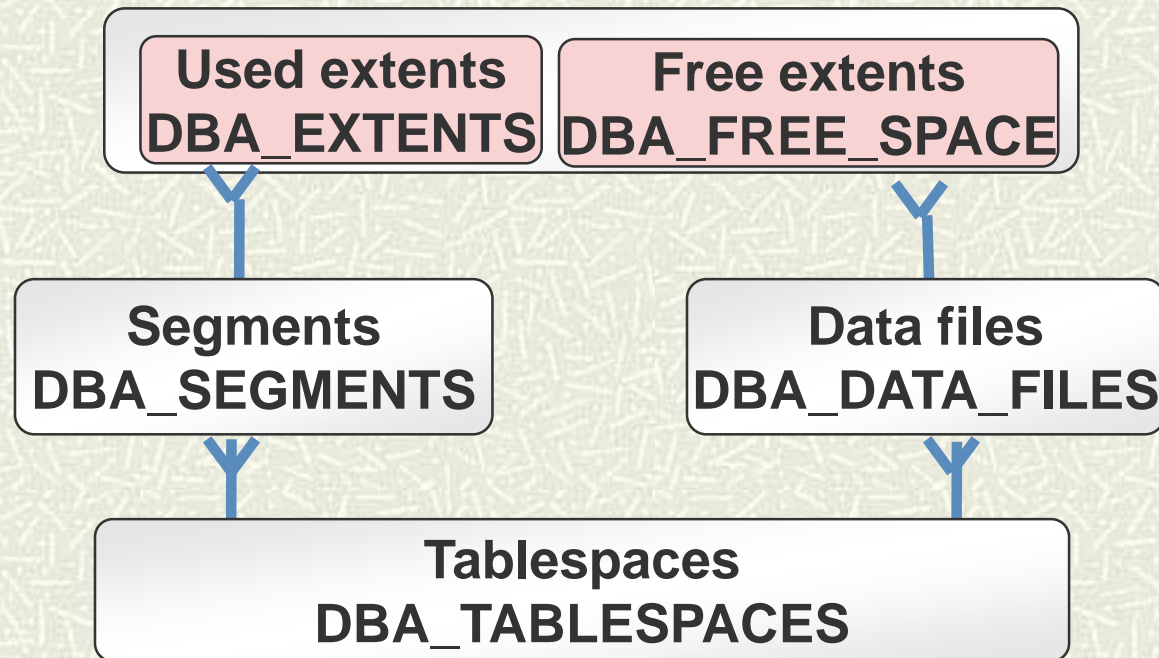 Used extents
DBA_EXTENTS
Free extents
DBA_FREE_SPACE
Segments
DBA_SEGMENTS
Data files
DBA_DATA_FILES
Tablespaces
DBA_TABLESPACES